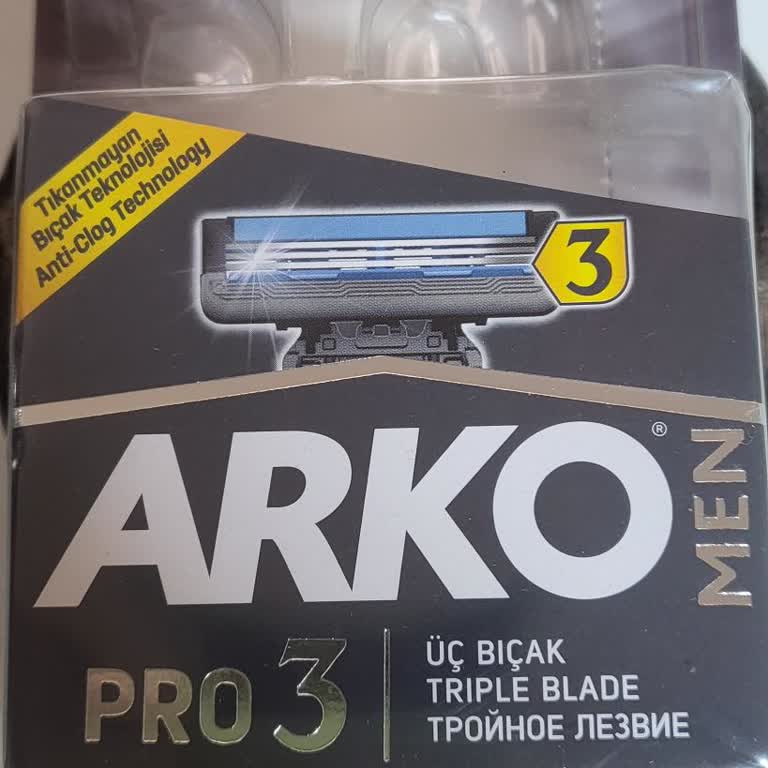 Tıkanmayan
Bıçak Teknolojisi
Anti-Clog Technology
3
ARKO®
MEN
PRO 3
ÜÇ BIÇAK
TRIPLE BLADE
ТРОЙНОЕ ЛЕЗВИЕ